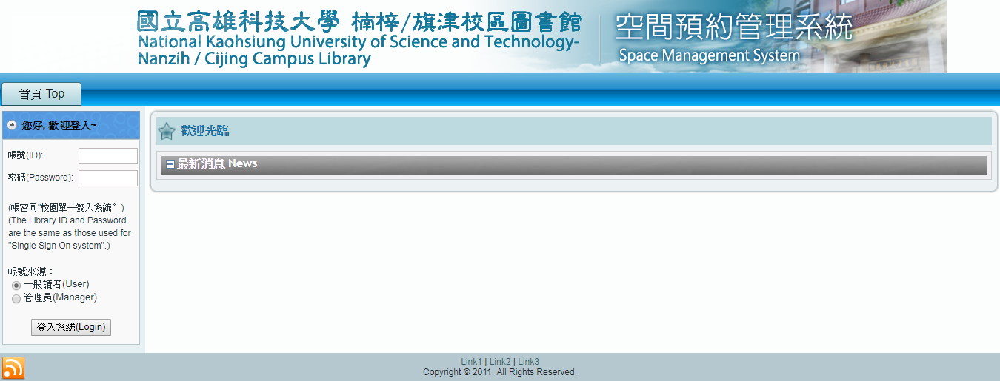 國立高雄科技大學 楠梓/旗津校區圖書館
National Kaohsiung University of Science and Technology-
Nanzih / Cijing Campus Library
空間預約管理系統
Space Management System
首頁 Top
您好, 歡迎登入~
帳號(ID):
密碼(Password):
(帳密同"校園單一簽入系統〞)
(The Library ID and Password
are the same as those used for
"Single Sign On system".)
帳號來源：
一般讀者(User)
管理員(Manager)
登入系統(Login)
歡迎光臨
最新消息 News
Link1 | Link2 | Link3
Copyright © 2011. All Rights Reserved.